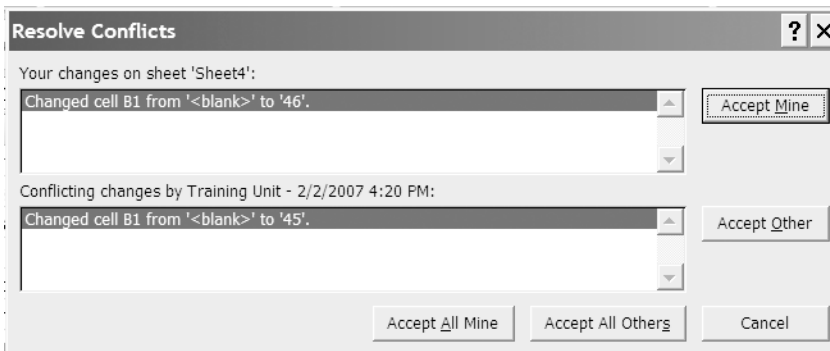 Resolve Conflicts ? X
Your changes on sheet 'Sheet4':
Changed cell B1 from '<blank>' to '46'.
Accept Mine
Conflicting changes by Training Unit - 2/2/2007 4:20 PM:
Changed cell B1 from '<blank>' to '45'.
Accept Other
Accept All Mine Accept All Others Cancel